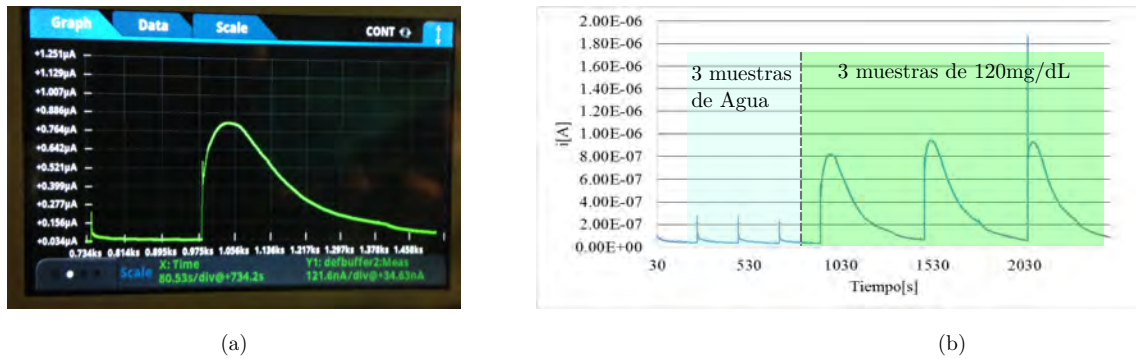 Graph Data Scale CONT
+1.251µA
+1.129µA
+1.007µA
+0.886µA
+0.764µA
+0.642µA
+0.521µA
+0.399µA
+0.277µA
+0.156µA
+0.034µA
0.734ks 0.814ks 0.895ks 0.975ks 1.056ks 1.136ks 1.217ks 1.297ks 1.378ks 1.458ks
Scale
X: Time
80.53s/div@+734.2s
Y1: defbuffer2:Meas
121.6nA/div@+34.63nA
(a)
2.00E-06
1.80E-06
1.60E-06
1.40E-06
1.20E-06
1.00E-06
8.00E-07
6.00E-07
4.00E-07
2.00E-07
0.00E+00
i[A]
3 muestras
de Agua
3 muestras de 120mg/dL
30 530 1030 1530 2030
Tiempo[s]
(b)